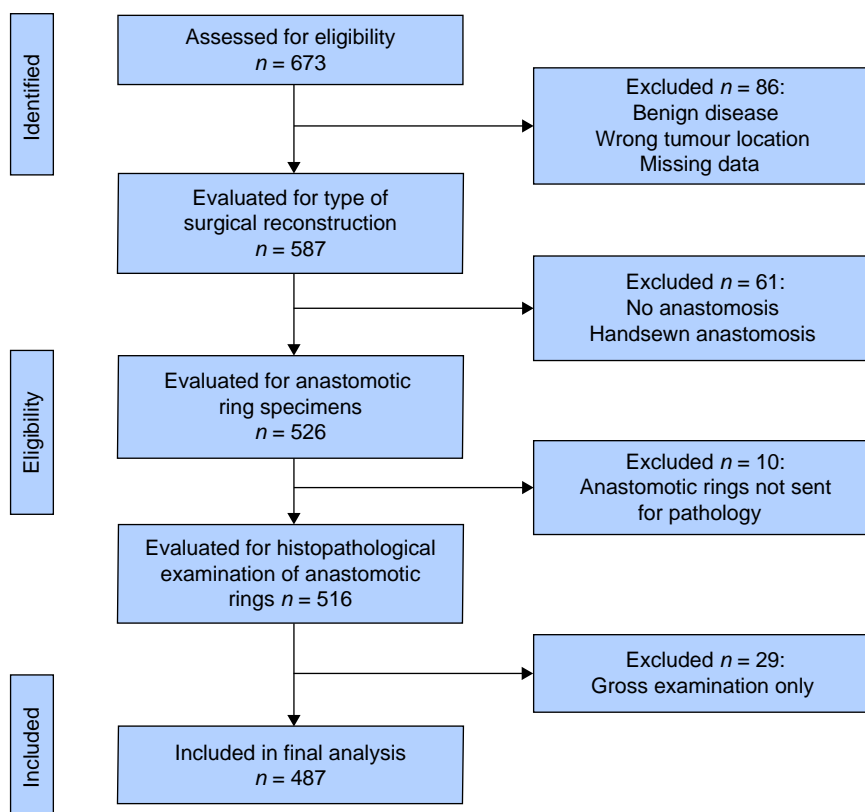 Identified
Assessed for eligibility
n = 673
Excluded n = 86:
Benign disease
Wrong tumour location
Missing data
Evaluated for type of
surgical reconstruction
n = 587
Excluded n = 61:
No anastomosis
Handsewn anastomosis
Eligibility
Evaluated for anastomotic
ring specimens
n = 526
Excluded n = 10:
Anastomotic rings not sent
for pathology
Evaluated for histopathological
examination of anastomotic
rings n = 516
Excluded n = 29:
Gross examination only
Included
Included in final analysis
n = 487